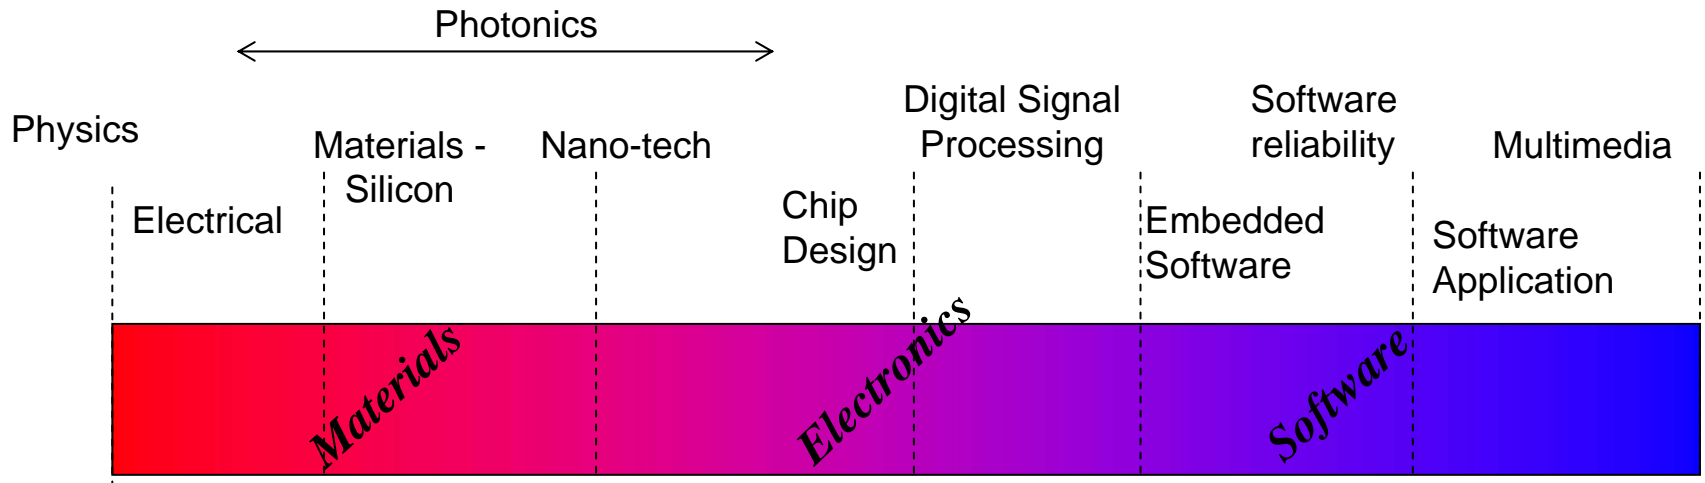 Photonics
Physics
Materials -
Silicon
Nano-tech
Digital Signal
Processing
Software
reliability
Multimedia
Electrical
Chip
Design
Embedded
Software
Software
Application
Materials
Electronics
Software